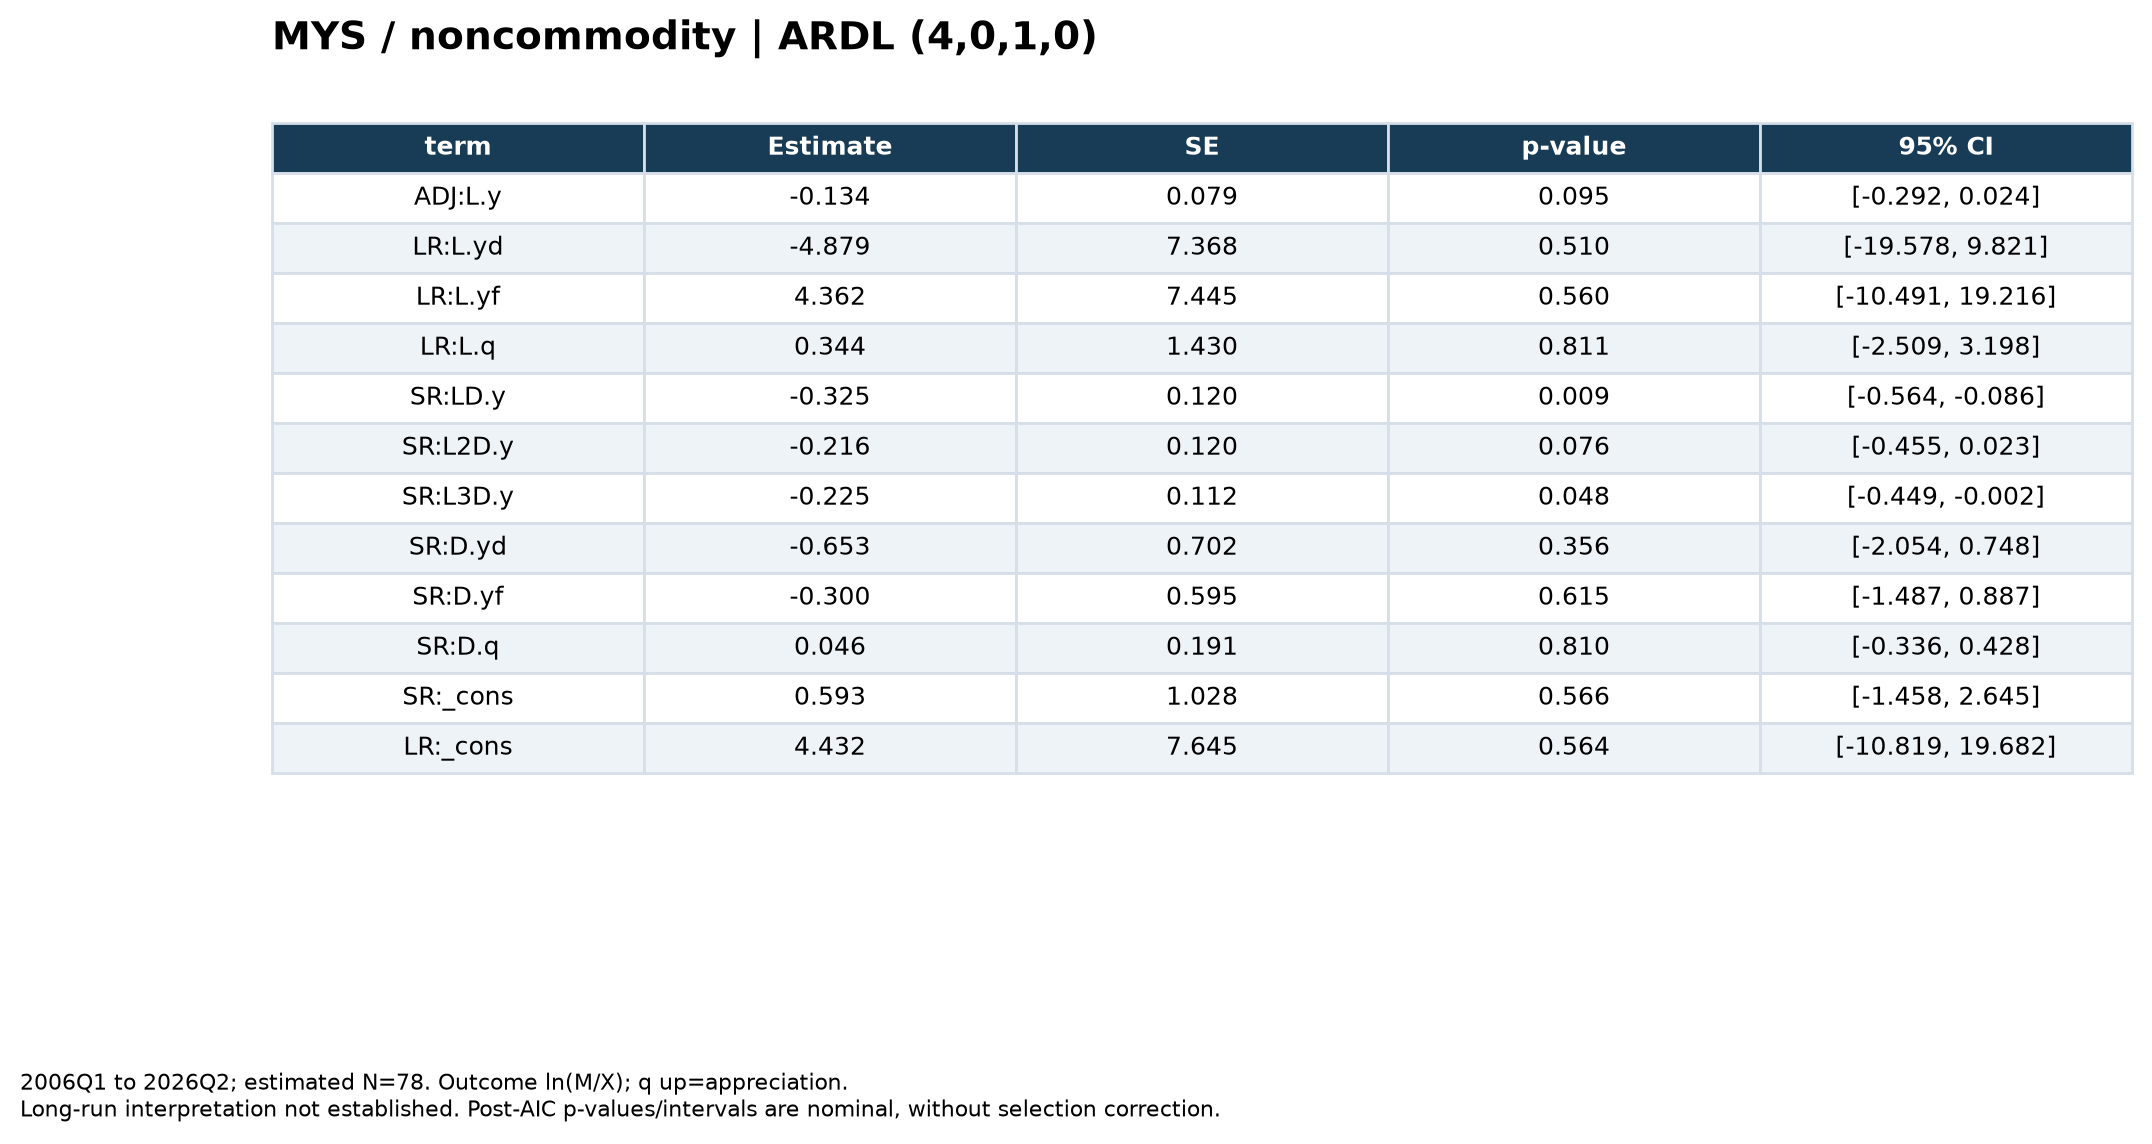 MYS / noncommodity | ARDL (4,0,1,0)
term Estimate SE p-value 95% CI
ADJ:L.y -0.134 0.079 0.095 [-0.292, 0.024]
LR:L.yd -4.879 7.368 0.510 [-19.578, 9.821]
LR:L.yf 4.362 7.445 0.560 [-10.491, 19.216]
LR:L.q 0.344 1.430 0.811 [-2.509, 3.198]
SR:LD.y -0.325 0.120 0.009 [-0.564, -0.086]
SR:L2D.y -0.216 0.120 0.076 [-0.455, 0.023]
SR:L3D.y -0.225 0.112 0.048 [-0.449, -0.002]
SR:D.yd -0.653 0.702 0.356 [-2.054, 0.748]
SR:D.yf -0.300 0.595 0.615 [-1.487, 0.887]
SR:D.q 0.046 0.191 0.810 [-0.336, 0.428]
SR:_cons 0.593 1.028 0.566 [-1.458, 2.645]
LR:_cons 4.432 7.645 0.564 [-10.819, 19.682]
2006Q1 to 2026Q2; estimated N=78. Outcome ln(M/X); q up=appreciation.
Long-run interpretation not established. Post-AIC p-values/intervals are nominal, without selection correction.